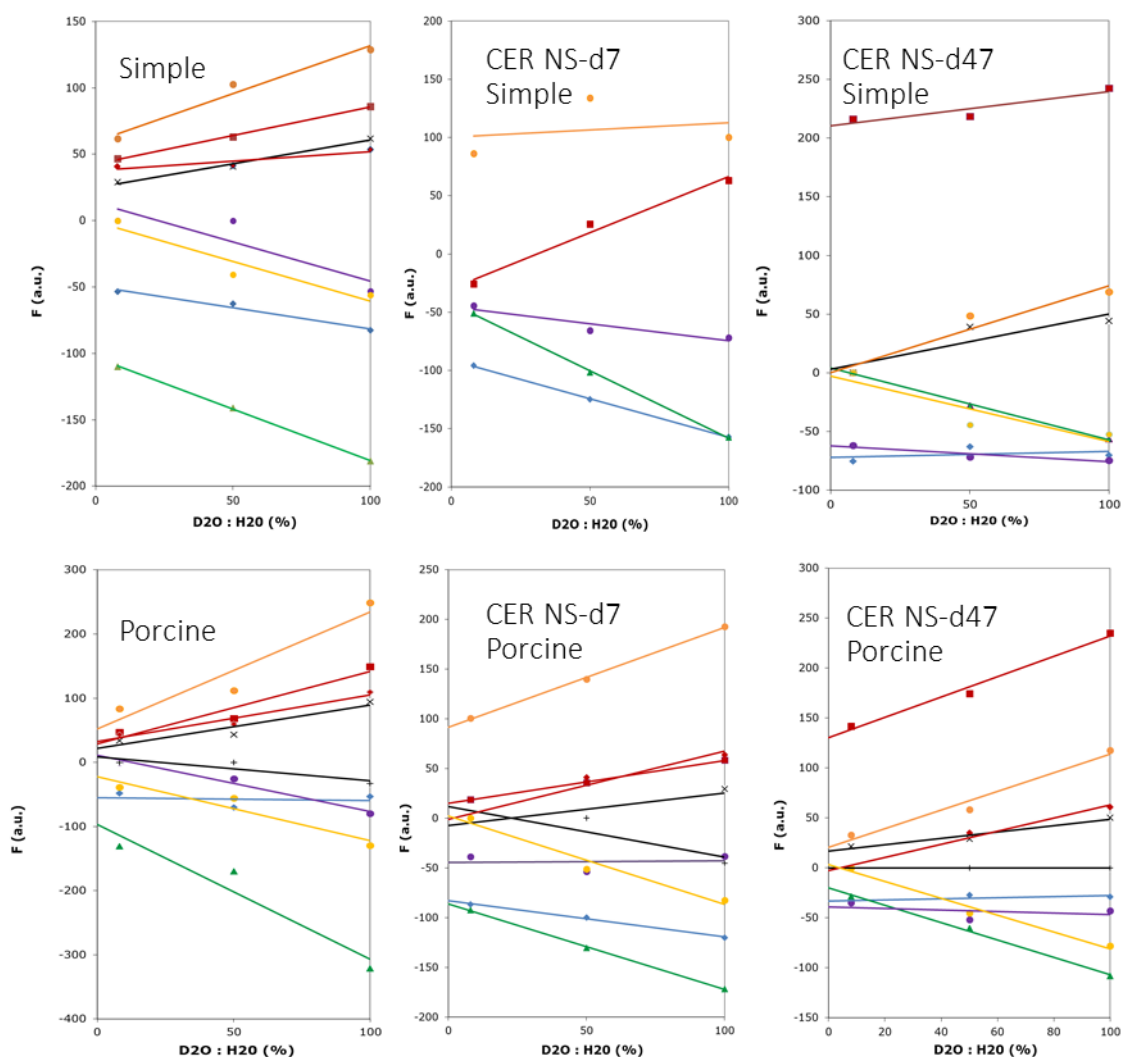 150
100
50
0
-50
-100
-150
-200
F (a.u.)
Simple
0 50 100
D2O : H20 (%)
200
150
100
50
0
-50
-100
-150
-200
F (a.u.)
CER NS-d7
Simple
0 50 100
D2O : H20 (%)
300
250
200
150
100
50
0
-50
-100
F (a.u.)
CER NS-d47
Simple
0 50 100
D2O : H20 (%)
300
200
100
0
-100
-200
-300
-400
F (a.u.)
Porcine
0 50 100
D2O : H20 (%)
250
200
150
100
50
0
-50
-100
-150
-200
F (a.u.)
CER NS-d7
Porcine
0 50 100
D2O : H20 (%)
300
250
200
150
100
50
0
-50
-100
-150
F (a.u.)
CER NS-d47
Porcine
0 20 40 60 80 100
D2O : H20 (%)